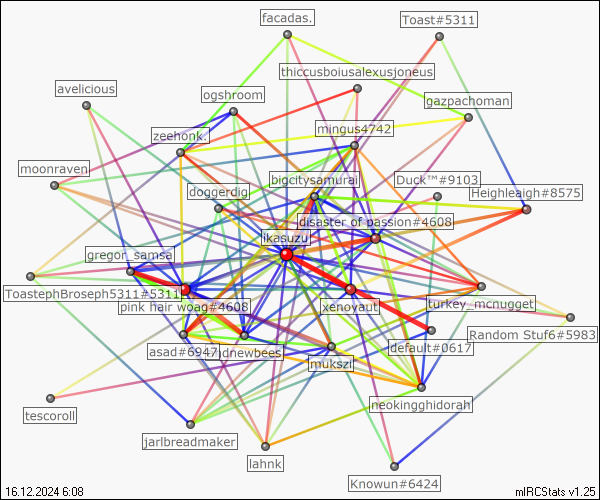 facadas.
Toast#5311
thiccusboiusalexusjoneus
avelicious
ogshroom
gazpachoman
mingus4742
zeehonk.
moonraven
bigcitysamurai
Duck™#9103
doggerdig
Heighleaigh#8575
disaster of passion#4608
ikasuzu
gregor_samsa
ToastephBroseph5311#5311
pink hair woag#4608
xenoyaut
turkey_mcnugget
Random Stuf6#5983
asad#6947
ndnewbees
default#0617
mukszi
neokingghidorah
tescoroll
jarlbreadmaker
lahnk
Knowun#6424
16.12.2024 6:08
mIRCStats v1.25